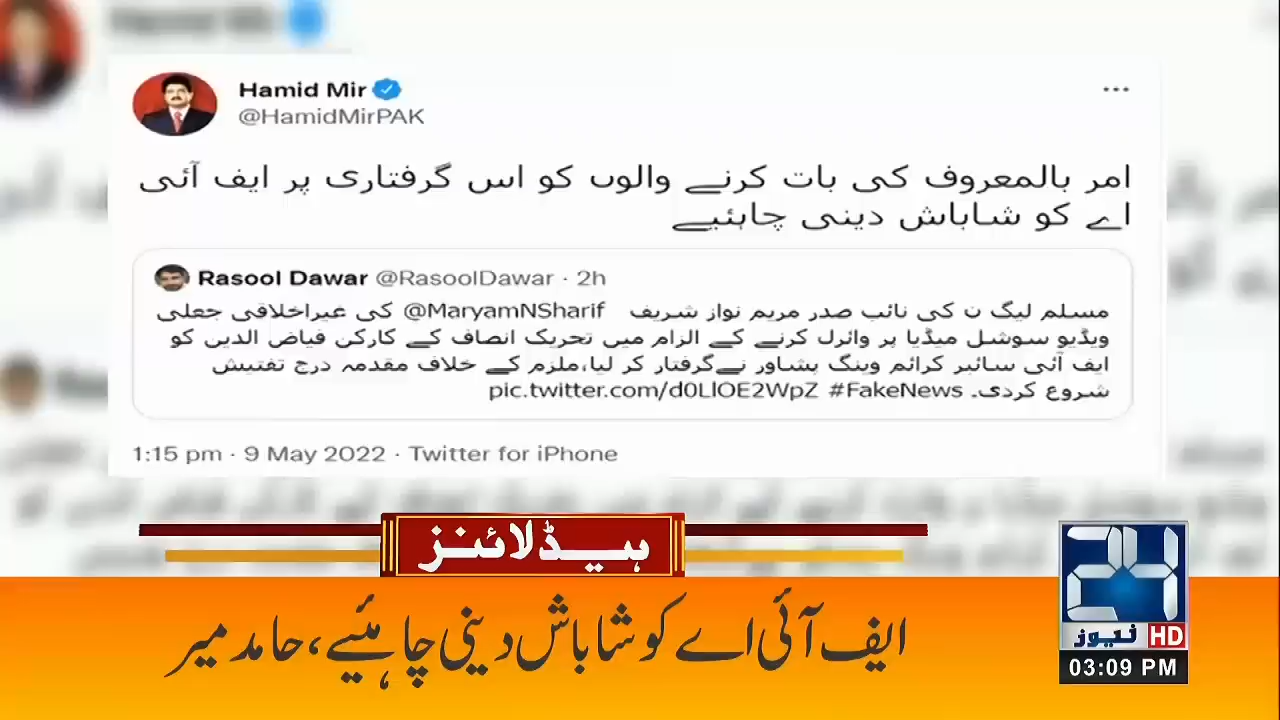 Hamid Mir
@HamidMirPAK
امر بالمعروف کی بات کرنے والوں کو اس گرفتاری پر ایف آئی
اے کو شاباش دینی چاہئیے
Rasool Dawar @RasoolDawar · 2h
مسلم لیگ ن کی نائب صدر مریم نواز شریف @MaryamNSharif کی غیراخلاقی جعلی
ویڈیو سوشل میڈیا پر وائرل کرنے کے الزام میں تحریک انصاف کے کارکن فیاض الدین کو
ایف آئی سائبر کرائم وینگ پشاور نےگرفتار کر لیا،ملزم کے خلاف مقدمہ درج تفتیش
شروع کردی۔ #FakeNews pic.twitter.com/d0LlOE2WpZ
1:15 pm · 9 May 2022 · Twitter for iPhone
ہیڈلائنز
ایف آئی اے کو شاباش دینی چاہئیے، حامد میر
24
نیوز HD
03:09 PM